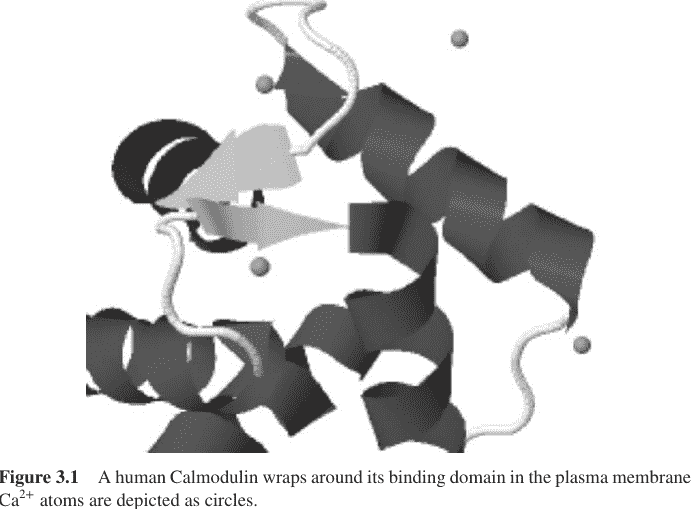 Figure 3.1 A human Calmodulin wraps around its binding domain in the plasma membrane
Ca²⁺ atoms are depicted as circles.